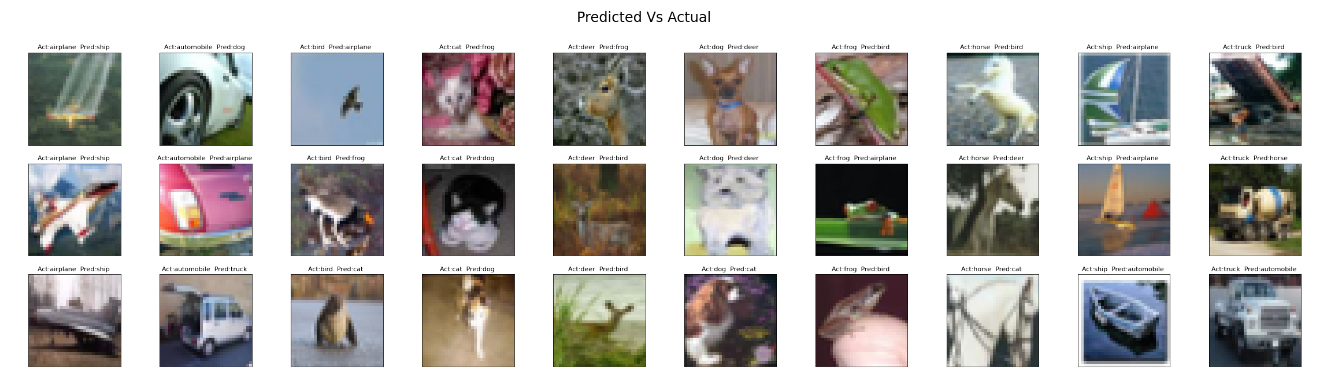 Predicted Vs Actual
Act:airplane Pred:ship
Act:automobile Pred:dog
Act:bird Pred:airplane
Act:cat Pred:frog
Act:deer Pred:frog
Act:dog Pred:deer
Act:frog Pred:bird
Act:horse Pred:bird
Act:ship Pred:airplane
Act:truck Pred:bird
Act:airplane Pred:ship
Act:automobile Pred:airplane
Act:bird Pred:frog
Act:cat Pred:dog
Act:deer Pred:bird
Act:dog Pred:deer
Act:frog Pred:airplane
Act:horse Pred:deer
Act:ship Pred:airplane
Act:truck Pred:horse
Act:airplane Pred:ship
Act:automobile Pred:truck
Act:bird Pred:cat
Act:cat Pred:dog
Act:deer Pred:bird
Act:dog Pred:cat
Act:frog Pred:bird
Act:horse Pred:cat
Act:ship Pred:automobile
Act:truck Pred:automobile